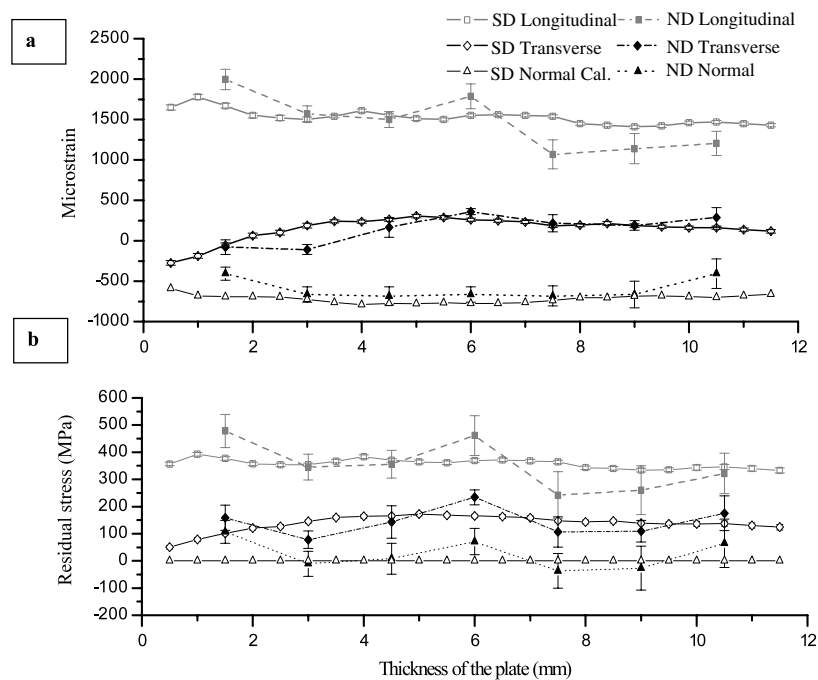 a
SD Longitudinal
ND Longitudinal
SD Transverse
ND Transverse
SD Normal Cal.
ND Normal
2500
2000
1500
1000
500
0
-500
-1000
Microstrain
0 2 4 6 8 10 12
b
600
500
400
300
200
100
0
-100
-200
Residual stress (MPa)
0 2 4 6 8 10 12
Thickness of the plate (mm)